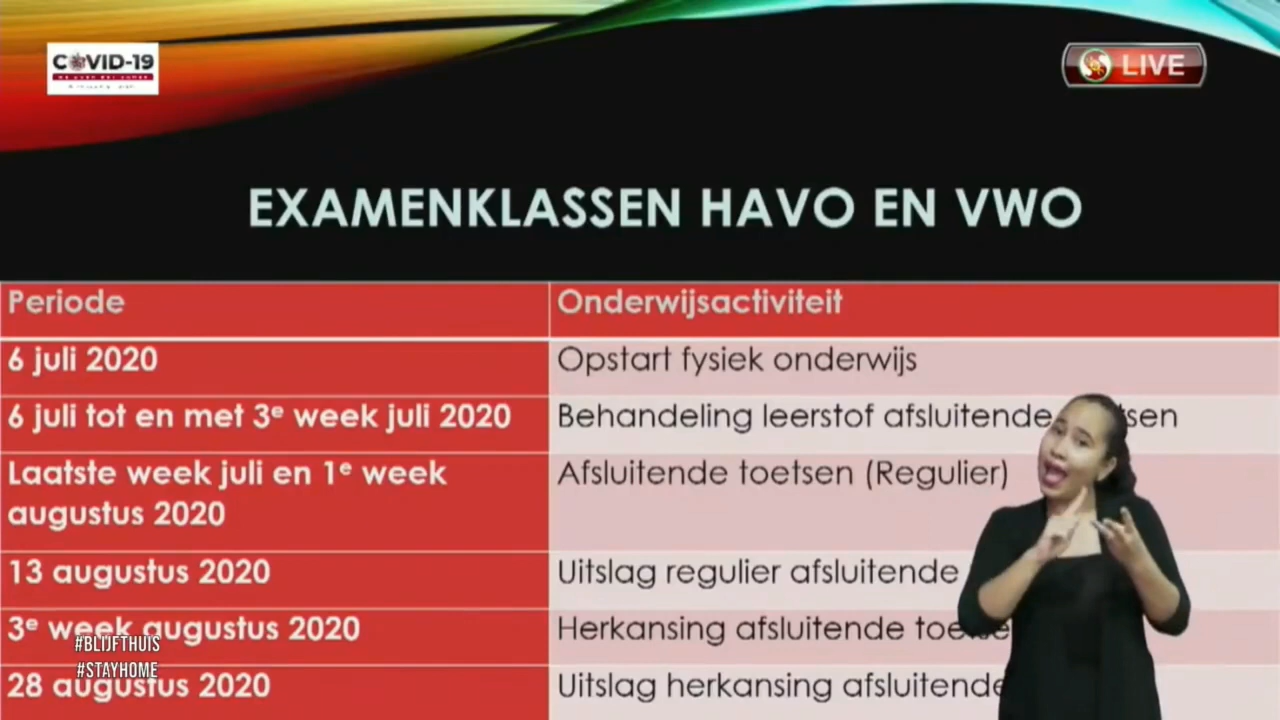 COVID-19
LIVE
EXAMENKLASSEN HAVO EN VWO
Periode
Onderwijsactiviteit
6 juli 2020
Opstart fysiek onderwijs
6 juli tot en met 3e week juli 2020
Behandeling leerstof afsluitende
Laatste week juli en 1e week
augustus 2020
Afsluitende toetsen (Regulier)
13 augustus 2020
Uitslag regulier afsluitende
3e week augustus 2020
Herkansing afsluitende
28 augustus 2020
Uitslag herkansing afsluitende
#BLIJFTHUIS
#STAYHOME